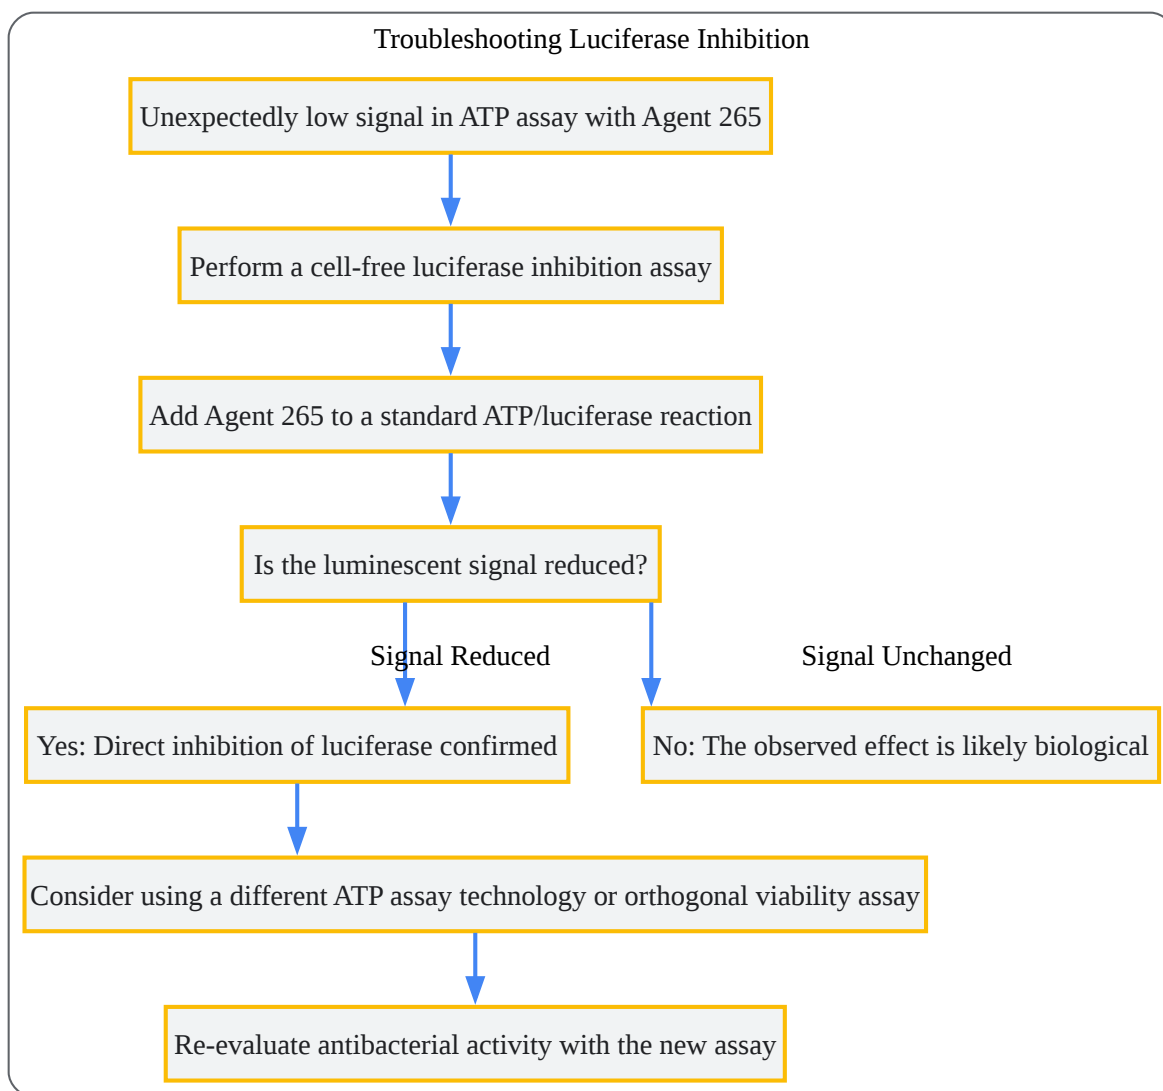 Troubleshooting Luciferase Inhibition
Unexpectedly low signal in ATP assay with Agent 265
Perform a cell-free luciferase inhibition assay
Add Agent 265 to a standard ATP/luciferase reaction
Is the luminescent signal reduced?
Signal Reduced
Signal Unchanged
Yes: Direct inhibition of luciferase confirmed
No: The observed effect is likely biological
Consider using a different ATP assay technology or orthogonal viability assay
Re-evaluate antibacterial activity with the new assay